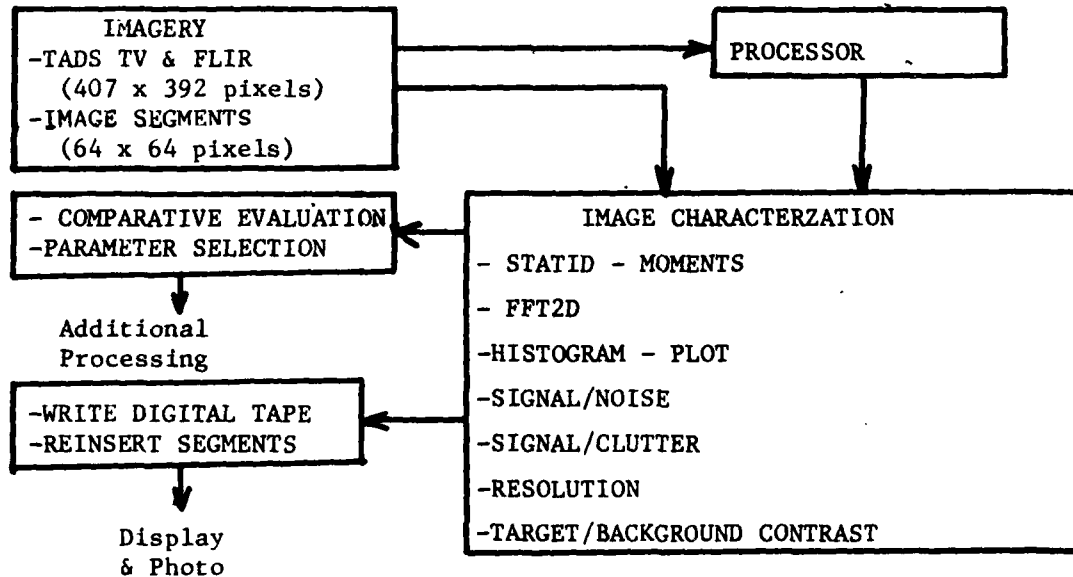 IMAGERY
-TADS TV & FLIR
(407 x 392 pixels)
-IMAGE SEGMENTS
(64 x 64 pixels)
PROCESSOR
- COMPARATIVE EVALUATION
-PARAMETER SELECTION
Additional
Processing
-WRITE DIGITAL TAPE
-REINSERT SEGMENTS
Display
& Photo
IMAGE CHARACTERZATION
- STATID - MOMENTS
- FFT2D
-HISTOGRAM - PLOT
-SIGNAL/NOISE
-SIGNAL/CLUTTER
-RESOLUTION
-TARGET/BACKGROUND CONTRAST